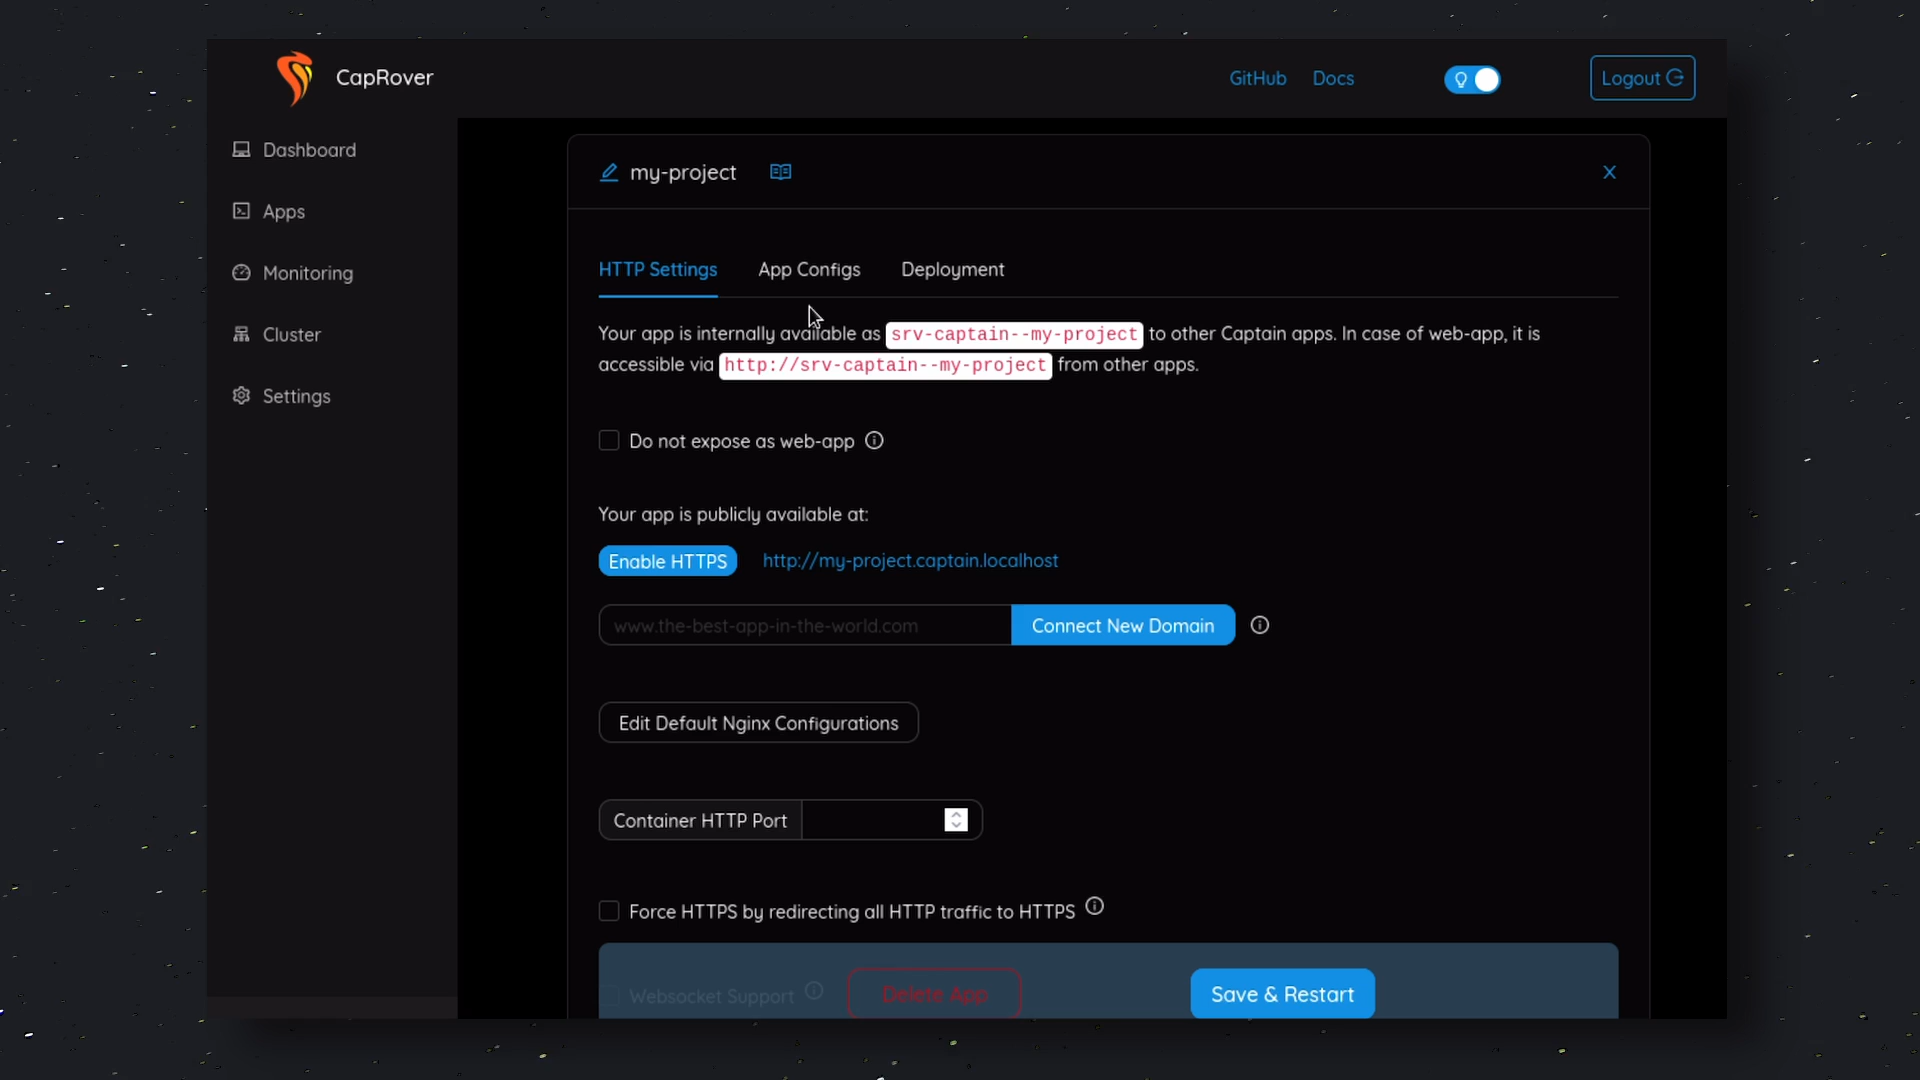 CapRover
GitHub Docs
Logout
Dashboard
Apps
Monitoring
Cluster
Settings
my-project
HTTP Settings App Configs Deployment
Your app is internally available as srv-captain--my-project to other Captain apps. In case of web-app, it is
accessible via http://srv-captain--my-project from other apps.
Do not expose as web-app
Your app is publicly available at:
Enable HTTPS http://my-project.captain.localhost
www.the-best-app-in-the-world.com Connect New Domain
Edit Default Nginx Configurations
Container HTTP Port
Force HTTPS by redirecting all HTTP traffic to HTTPS
Websocket Support Delete App Save & Restart